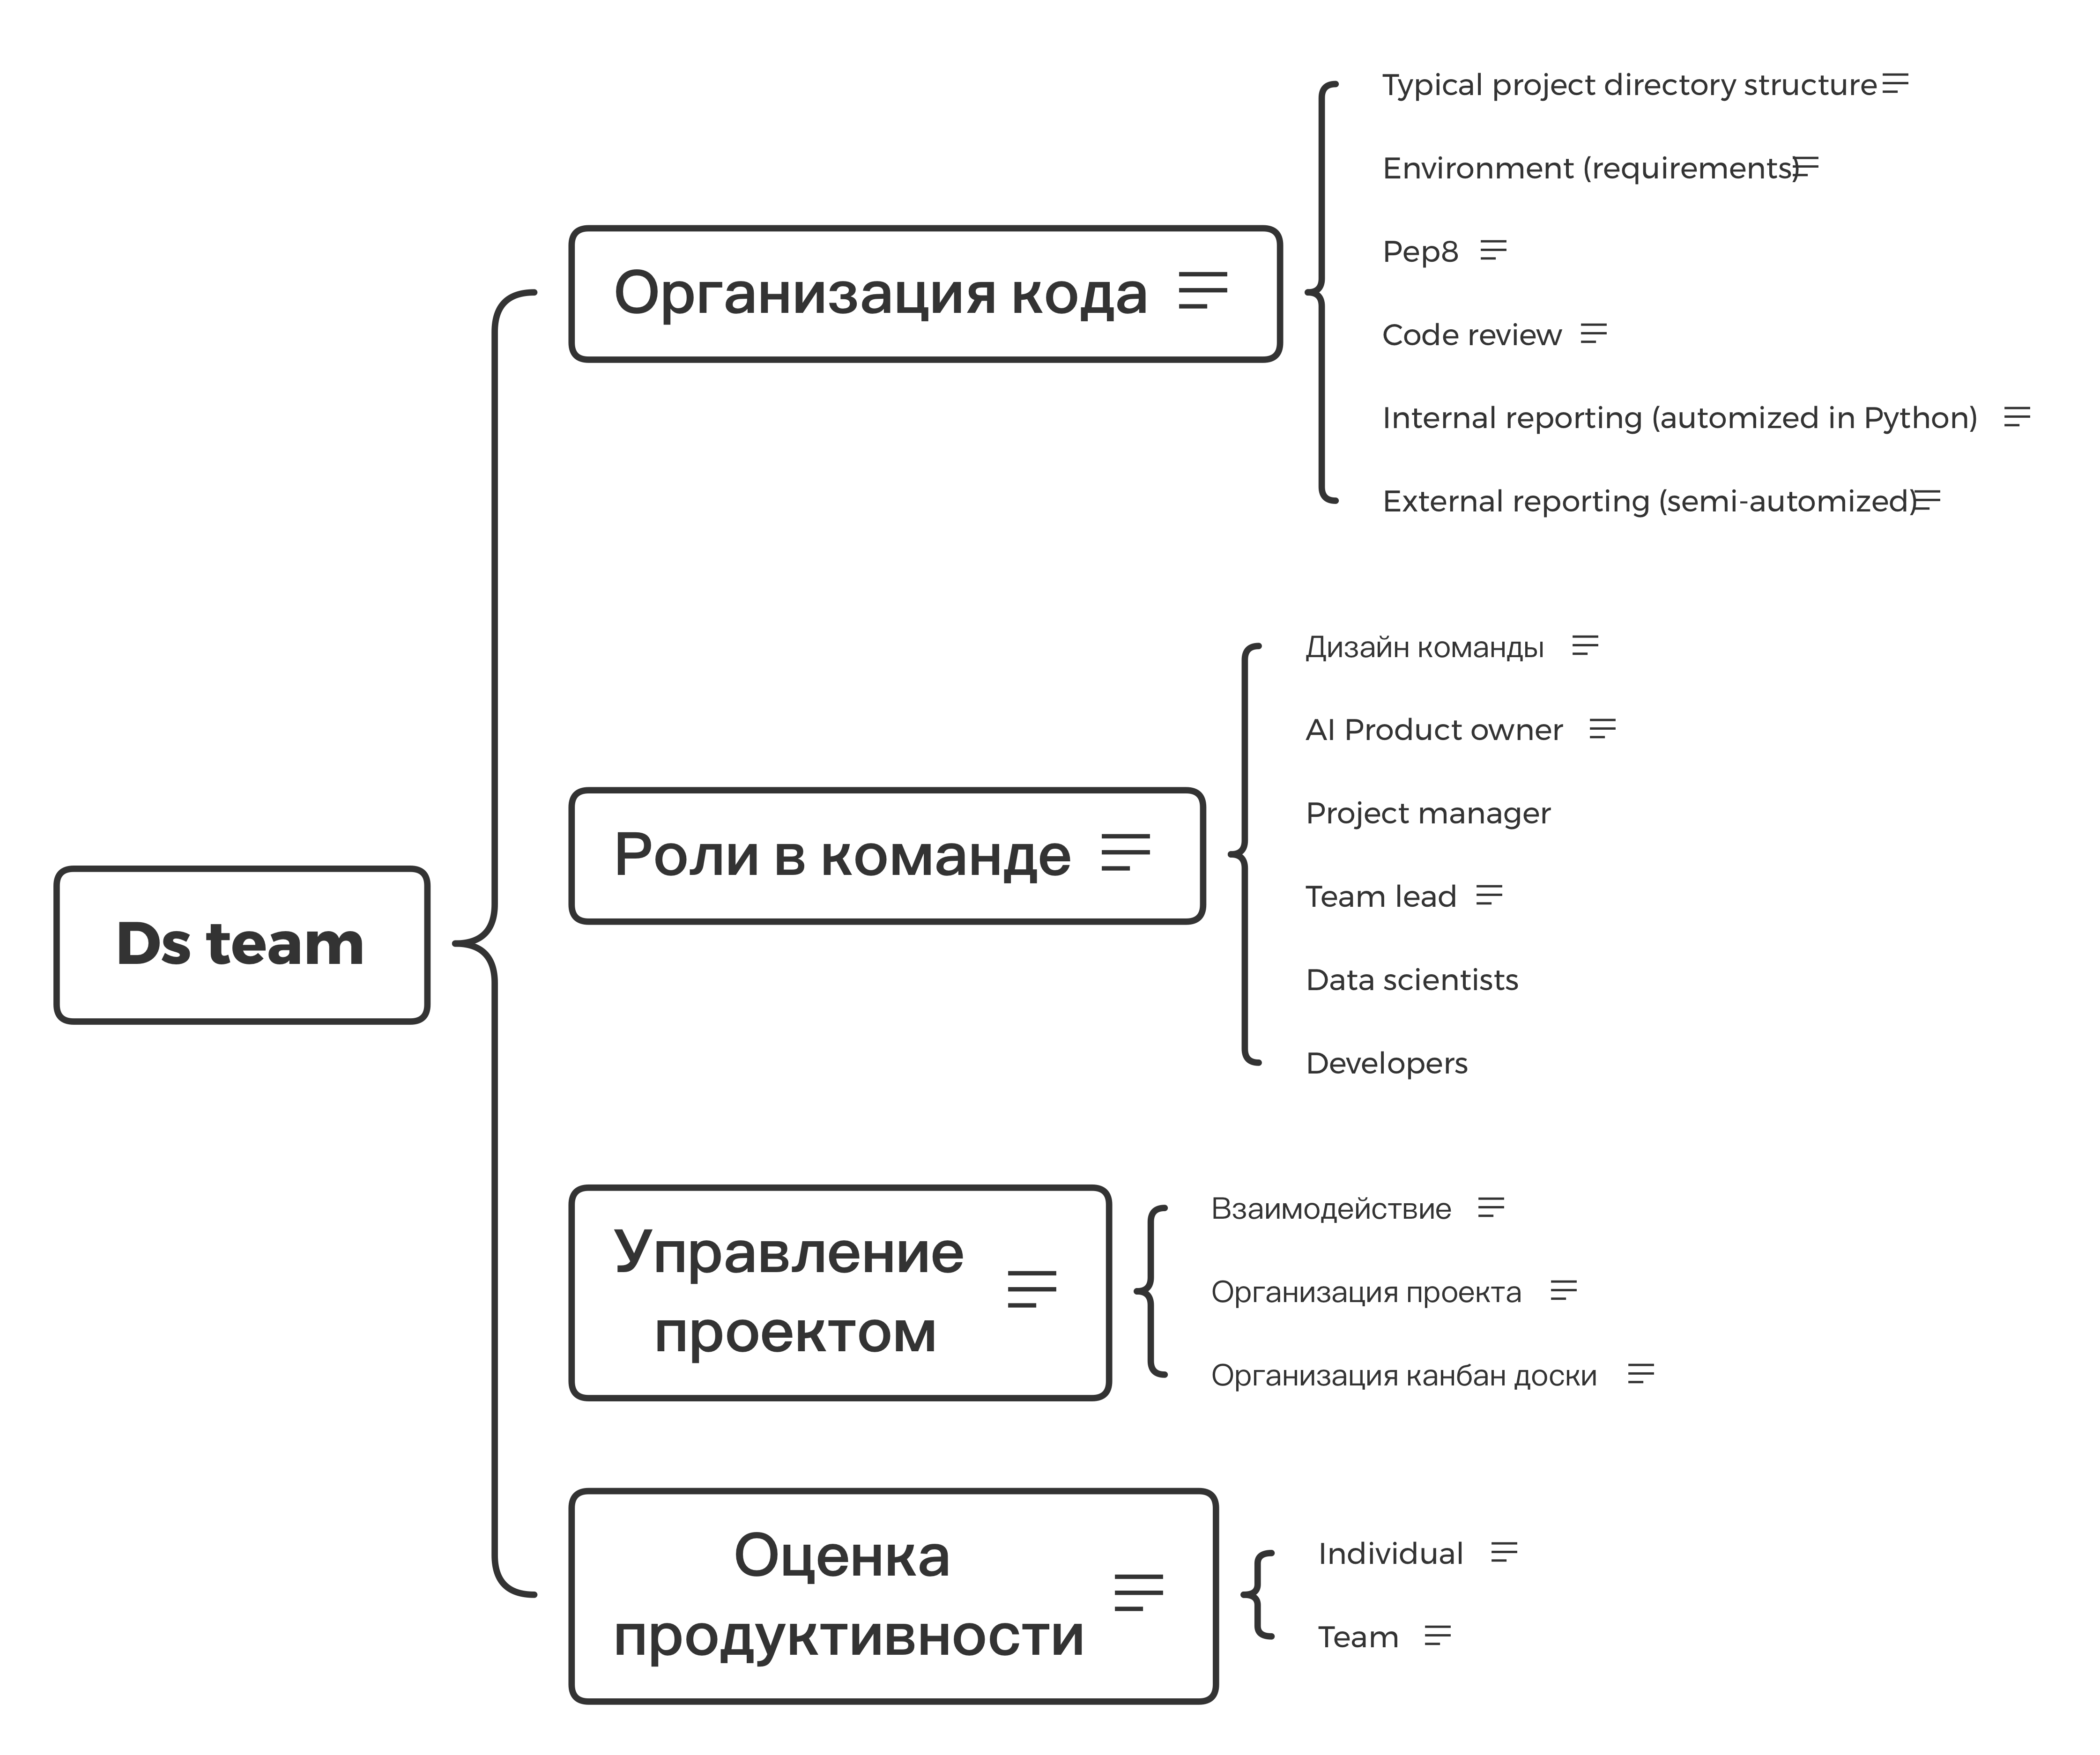 Ds team
Организация кода
Typical project directory structure
Environment (requirements)
Pep8
Code review
Internal reporting (automized in Python)
External reporting (semi-automized)
Роли в команде
Дизайн команды
AI Product owner
Project manager
Team lead
Data scientists
Developers
Управление
проектом
Взаимодействие
Организация проекта
Организация канбан доски
Оценка
продуктивности
Individual
Team